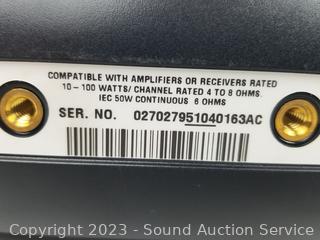 COMPATIBLE WITH AMPLIFIERS OR RECEIVERS RATED
10 – 100 WATTS/ CHANNEL RATED 4 TO 8 OHMS.
IEC 50W CONTINUOUS 6 OHMS
SER. NO. 027027951040163AC
Copyright 2023 - Sound Auction Service